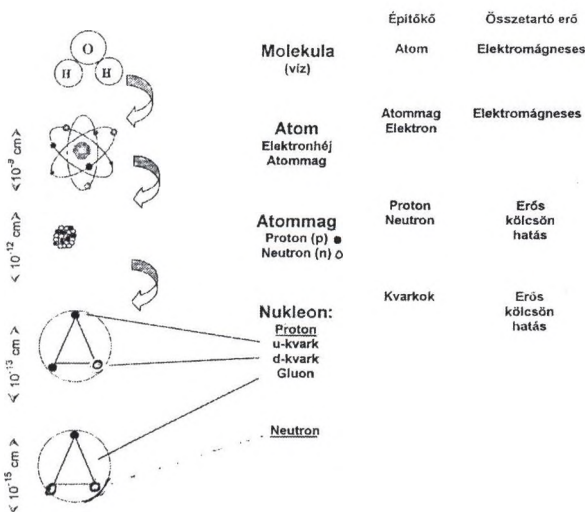 Építőkő Összetartó erő
O
H H
Molekula
(víz)
Atom Elektromágneses
Atom
Elektronhéj
Atommag
Atommag
Elektron
Elektromágneses
<10⁻⁸ cm>
Atommag
Proton (p)
Neutron (n)
Proton
Neutron
Erős
kölcsön
hatás
<10⁻¹² cm>
Nukleon:
Proton
u-kvark
d-kvark
Gluon
Kvarkok
Erős
kölcsön
hatás
<10⁻¹³ cm>
Neutron
<10⁻¹⁵ cm>